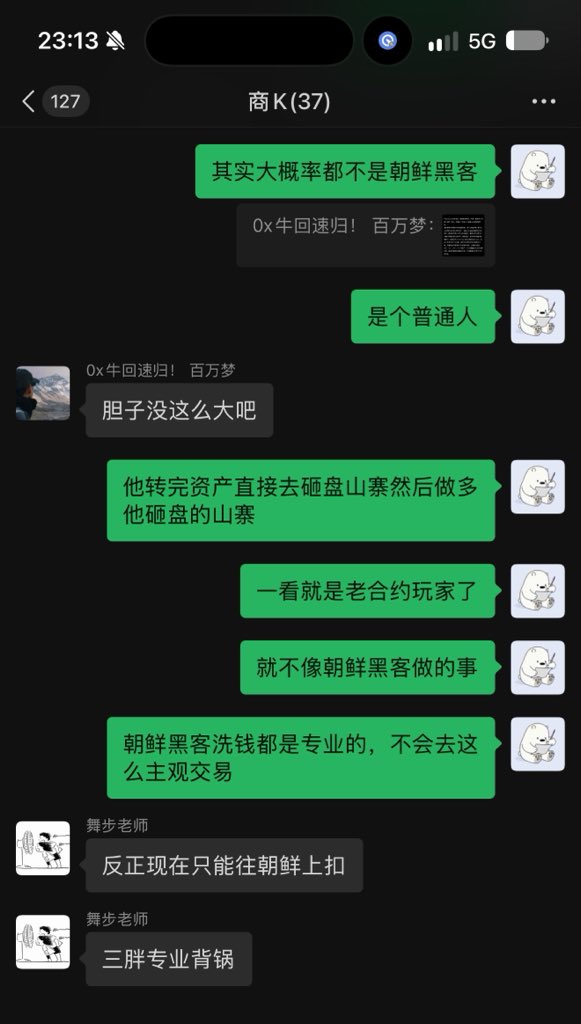 23:13
5G
127
商K(37)
其实大概率都不是朝鲜黑客
0x牛回速归！ 百万梦：
是个普通人
0x牛回速归！ 百万梦
胆子没这么大吧
他转完资产直接去砸盘山寨然后做多
他砸盘的山寨
一看就是老合约玩家了
就不像朝鲜黑客做的事
朝鲜黑客洗钱都是专业的，不会去这
么主观交易
舞步老师
反正现在只能往朝鲜上扣
舞步老师
三胖专业背锅